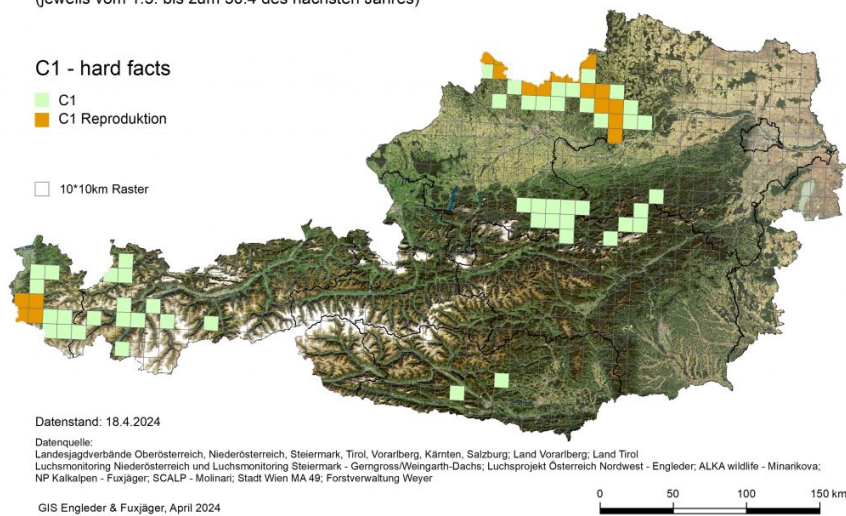 (jeweils vom 1.5. bis zum 30.4 des nächsten Jahres)
C1 - hard facts
C1
C1 Reproduktion
10*10km Raster
Datenstand: 18.4.2024
Datenquelle:
Landesjagdverbände Oberösterreich, Niederösterreich, Steiermark, Tirol, Vorarlberg, Kärnten, Salzburg; Land Vorarlberg; Land Tirol
Luchsmonitoring Niederösterreich und Luchsmonitoring Steiermark - Gerngross/Weingarth-Dachs; Luchsprojekt Österreich Nordwest - Engleder; ALKA wildlife - Minarikova;
NP Kalkalpen - Fuxjäger; SCALP - Molinari; Stadt Wien MA 49; Forstverwaltung Weyer
GIS Engleder & Fuxjäger, April 2024
0 50 100 150 km